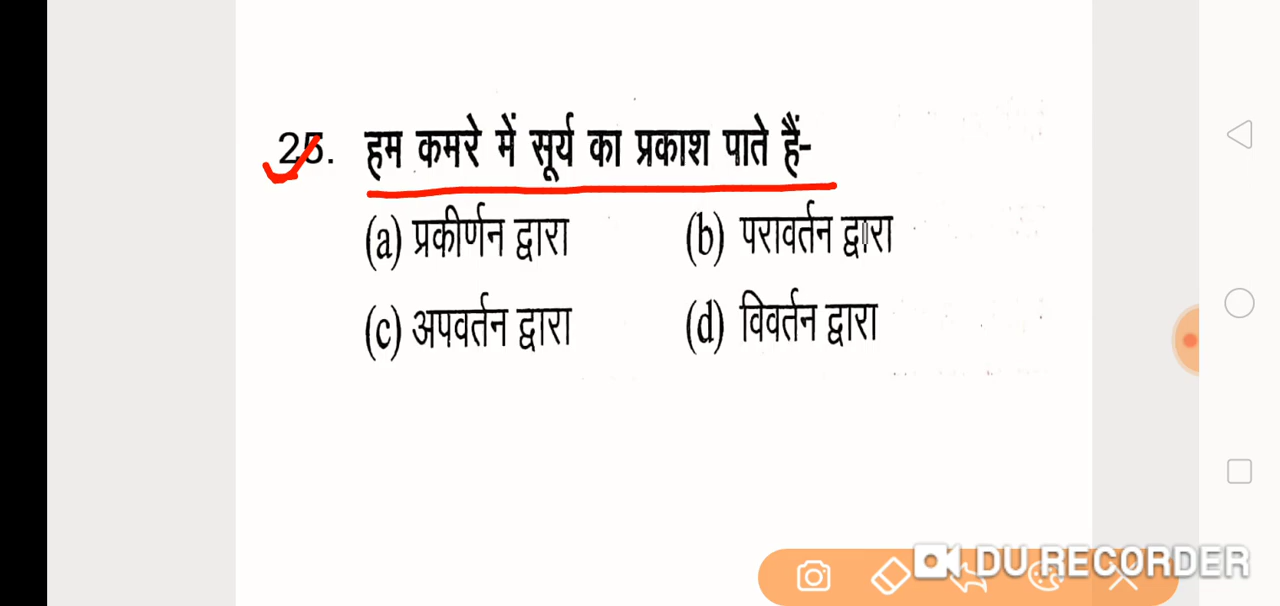 25. हम कमरे में सूर्य का प्रकाश पाते हैं-
(a) प्रकीर्णन द्वारा (b) परावर्तन द्वारा
(c) अपवर्तन द्वारा (d) विवर्तन द्वारा
DU RECORDER